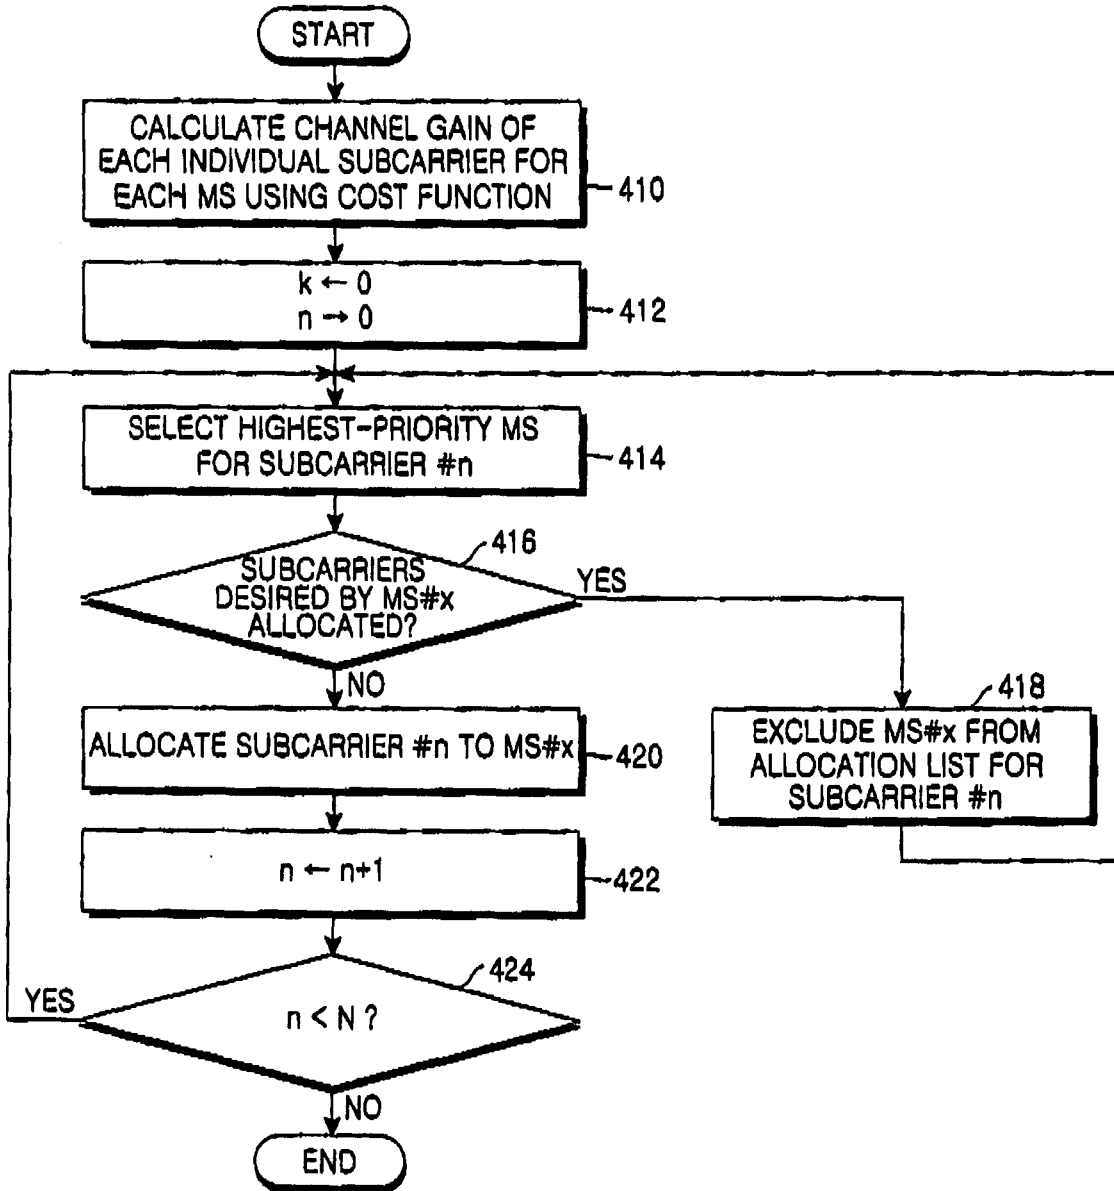 START
CALCULATE CHANNEL GAIN OF
EACH INDIVIDUAL SUBCARRIER FOR
EACH MS USING COST FUNCTION
410
k ← 0
n → 0
412
SELECT HIGHEST-PRIORITY MS
FOR SUBCARRIER #n
414
416
SUBCARRIERS
DESIRED BY MS#x
ALLOCATED?
YES
NO
418
EXCLUDE MS#x FROM
ALLOCATION LIST FOR
SUBCARRIER #n
ALLOCATE SUBCARRIER #n TO MS#x
420
n ← n+1
422
424
n < N ?
YES
NO
END